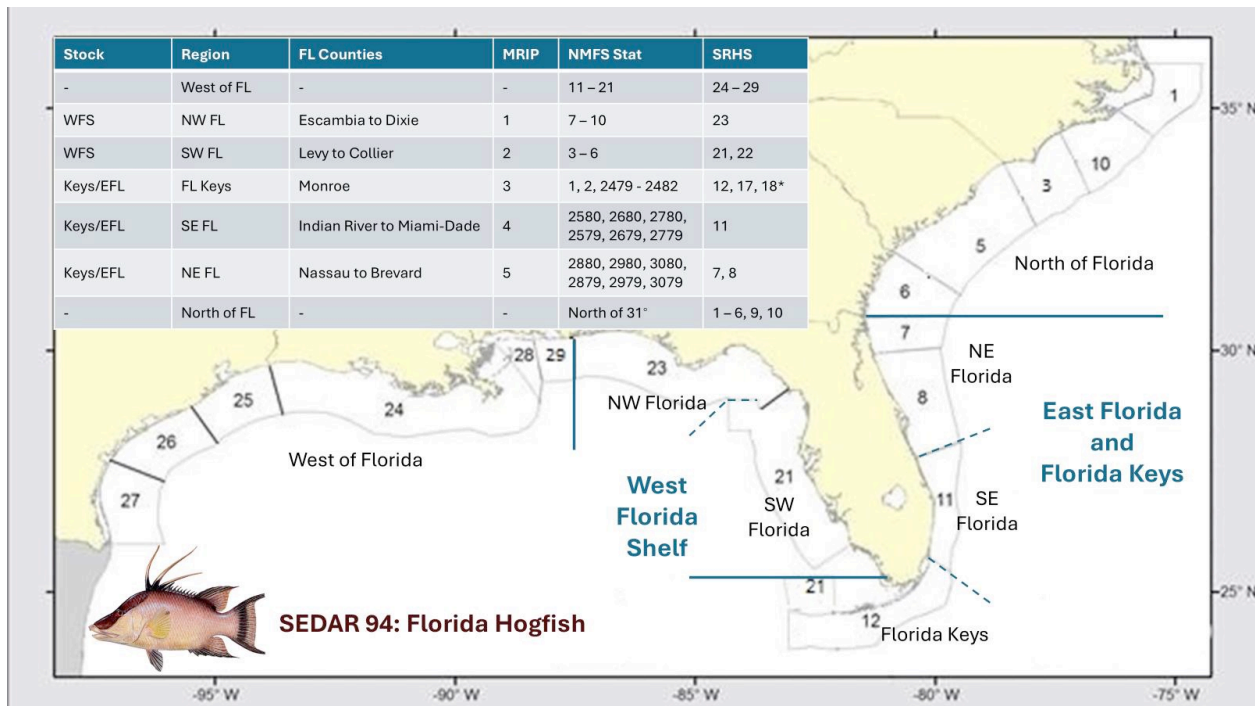 Stock Region FL Counties MRIP NMFS Stat SRHS
- West of FL - - 11 – 21 24 – 29
WFS NW FL Escambia to Dixie 1 7 – 10 23
WFS SW FL Levy to Collier 2 3 – 6 21, 22
Keys/EFL FL Keys Monroe 3 1, 2, 2479 - 2482 12, 17, 18*
Keys/EFL SE FL Indian River to Miami-Dade 4 2580, 2680, 2780, 2579, 2679, 2779 11
Keys/EFL NE FL Nassau to Brevard 5 2880, 2980, 3080, 2879, 2979, 3079 7, 8
- North of FL - - North of 31° 1 – 6, 9, 10
1
35° N
10
3
5
North of Florida
6
7
28 29
23
30° N
NE
Florida
NW Florida
8
25
24
East Florida
and
Florida Keys
26
West of Florida
21
27
West
Florida
Shelf
SW
Florida
11
SE
Florida
21
25° N
12
Florida Keys
SEDAR 94: Florida Hogfish
-95° W
-90° W
-85° W
-80° W
-75° W